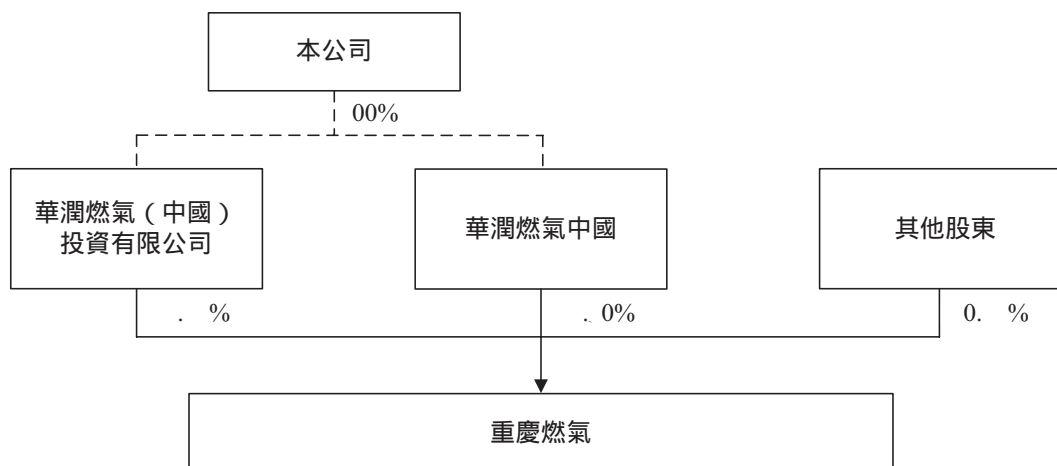 本公司
00%
華潤燃氣（中國）
投資有限公司
華潤燃氣中國
其他股東
. %
. 0%
0. %
重慶燃氣